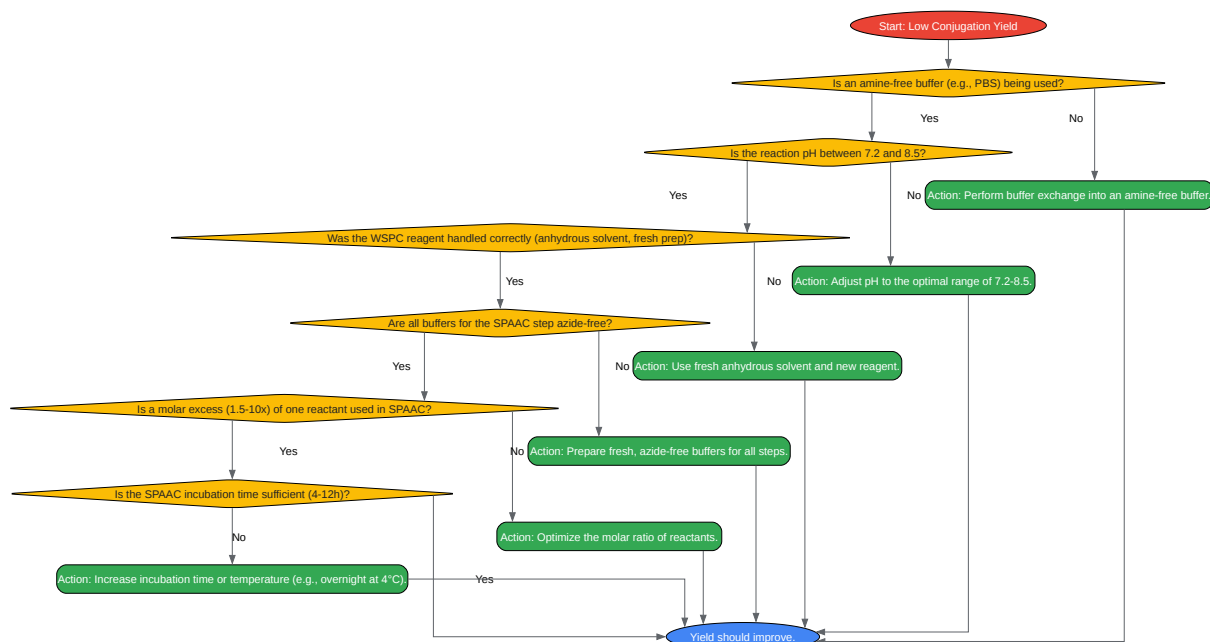 Start: Low Conjugation Yield
Is an amine-free buffer (e.g., PBS) being used?
Yes
No
Is the reaction pH between 7.2 and 8.5?
Yes
No
Action: Perform buffer exchange into an amine-free buffer.
Was the WSPC reagent handled correctly (anhydrous solvent, fresh prep)?
Yes
No
Action: Adjust pH to the optimal range of 7.2-8.5.
Are all buffers for the SPAAC step azide-free?
Yes
No
Action: Use fresh anhydrous solvent and new reagent.
Is a molar excess (1.5-10x) of one reactant used in SPAAC?
Yes
No
Action: Prepare fresh, azide-free buffers for all steps.
Is the SPAAC incubation time sufficient (4-12h)?
No
Action: Optimize the molar ratio of reactants.
Action: Increase incubation time or temperature (e.g., overnight at 4°C).
Yes
Yield should improve.